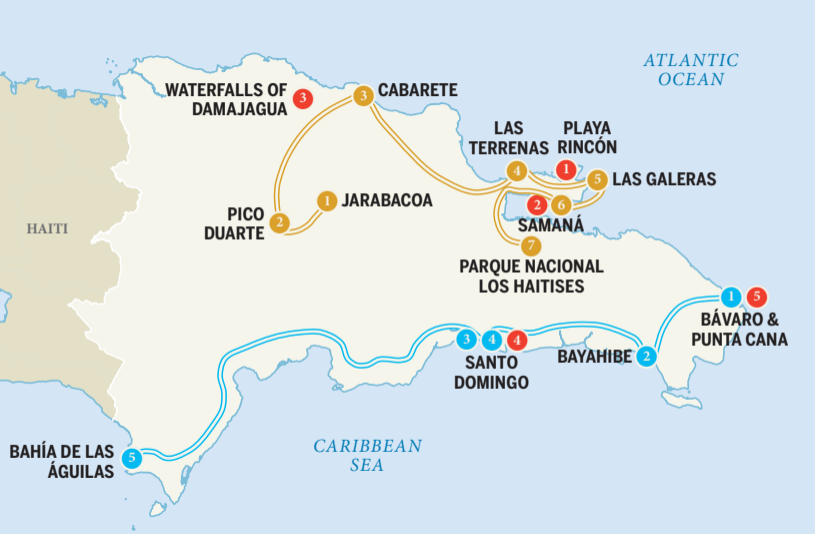 ATLANTIC
OCEAN
WATERFALLS OF
DAMAJAGUA
3
3
CABARETE
LAS
TERRENAS
4
PLAYA
RINCÓN
1
5
LAS GALERAS
1
JARABACOA
2
6
SAMANÁ
PICO
DUARTE
2
HAITI
7
PARQUE NACIONAL
LOS HAITISES
1
5
BÁVARO &
PUNTA CANA
3
4
4
SANTO
DOMINGO
BAYAHIBE
2
BAHÍA DE LAS
ÁGUILAS
5
CARIBBEAN
SEA